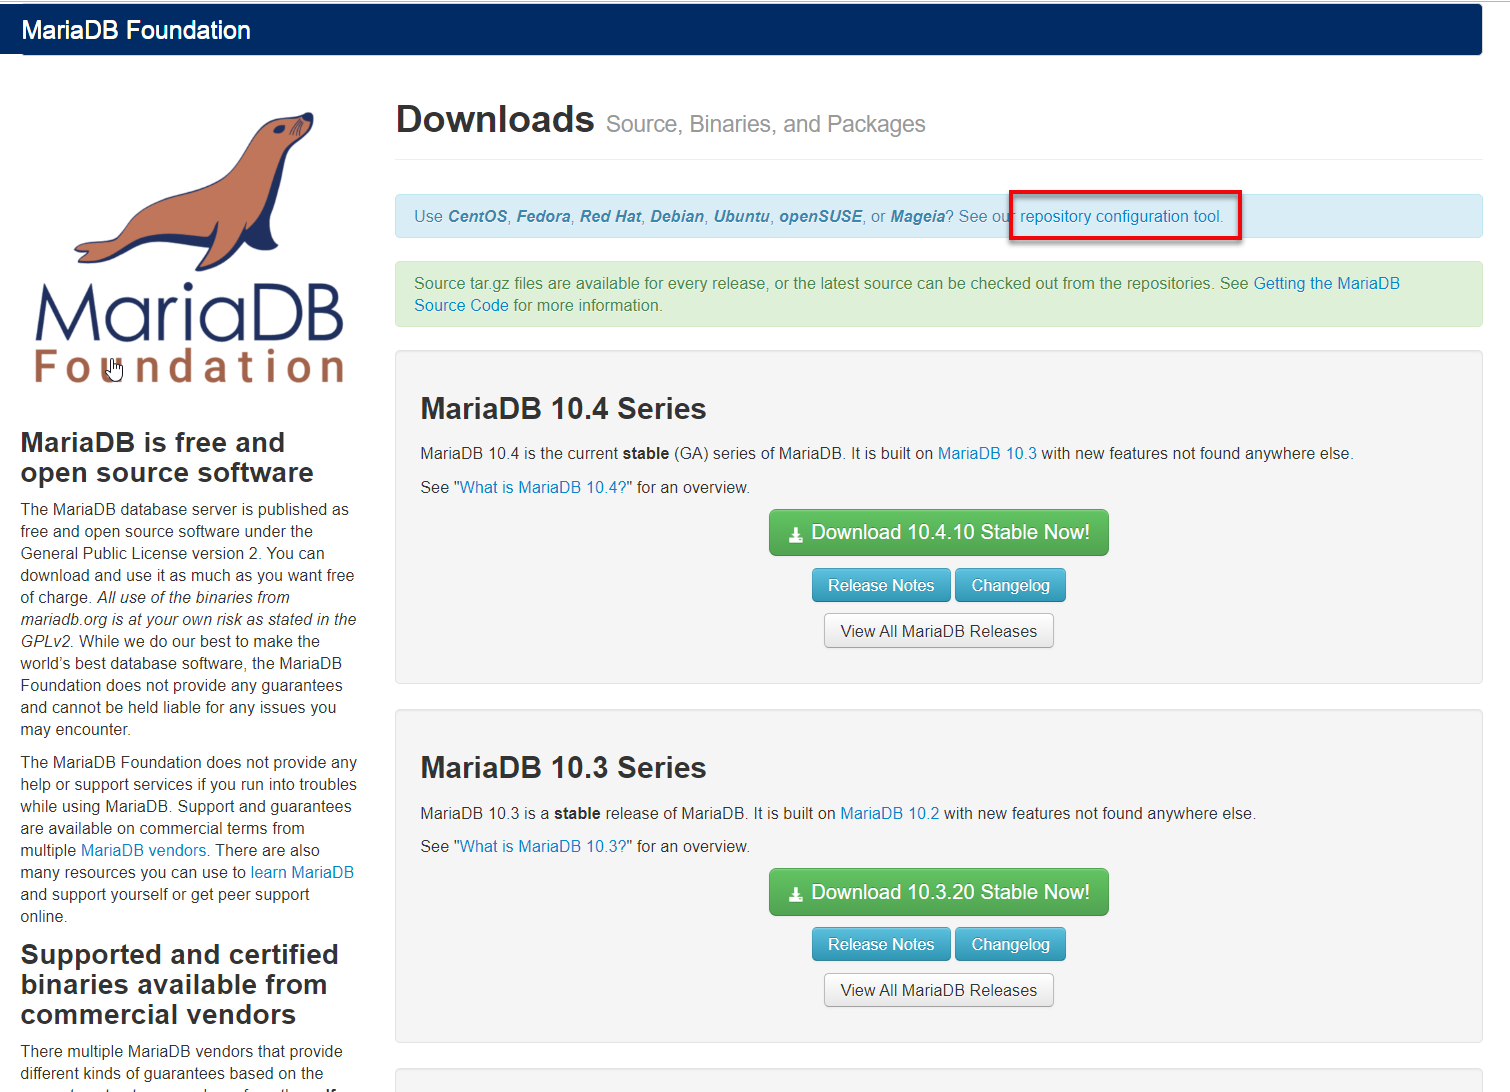 MariaDB Foundation
MariaDB
Foundation
MariaDB is free and
open source software
The MariaDB database server is published as
free and open source software under the
General Public License version 2. You can
download and use it as much as you want free
of charge. All use of the binaries from
mariadb.org is at your own risk as stated in the
GPLv2. While we do our best to make the
world's best database software, the MariaDB
Foundation does not provide any guarantees
and cannot be held liable for any issues you
may encounter.
The MariaDB Foundation does not provide any
help or support services if you run into troubles
while using MariaDB. Support and guarantees
are available on commercial terms from
multiple MariaDB vendors. There are also
many resources you can use to learn MariaDB
and support yourself or get peer support
online.
Supported and certified
binaries available from
commercial vendors
There multiple MariaDB vendors that provide
different kinds of guarantees based on the
Downloads Source, Binaries, and Packages
Use CentOS, Fedora, Red Hat, Debian, Ubuntu, openSUSE, or Mageia? See our repository configuration tool.
Source tar.gz files are available for every release, or the latest source can be checked out from the repositories. See Getting the MariaDB
Source Code for more information.
MariaDB 10.4 Series
MariaDB 10.4 is the current stable (GA) series of MariaDB. It is built on MariaDB 10.3 with new features not found anywhere else.
See "What is MariaDB 10.4?" for an overview.
Download 10.4.10 Stable Now!
Release Notes Changelog
View All MariaDB Releases
MariaDB 10.3 Series
MariaDB 10.3 is a stable release of MariaDB. It is built on MariaDB 10.2 with new features not found anywhere else.
See "What is MariaDB 10.3?" for an overview.
Download 10.3.20 Stable Now!
Release Notes Changelog
View All MariaDB Releases